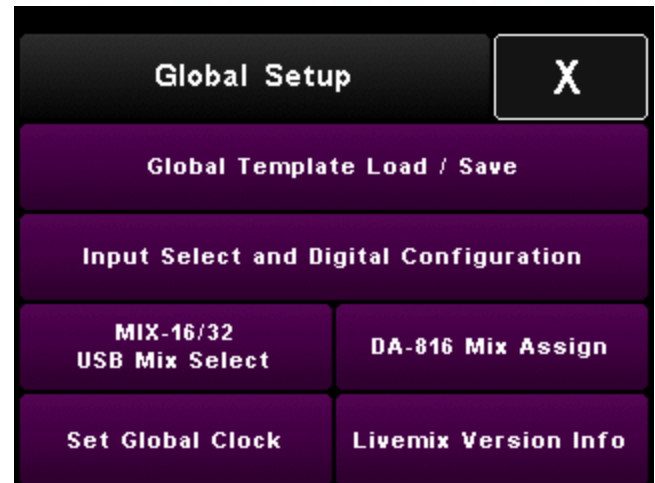 Global Setup
X
Global Template Load / Save
Input Select and Digital Configuration
MIX-16/32
USB Mix Select
DA-816 Mix Assign
Set Global Clock
Livemix Version Info